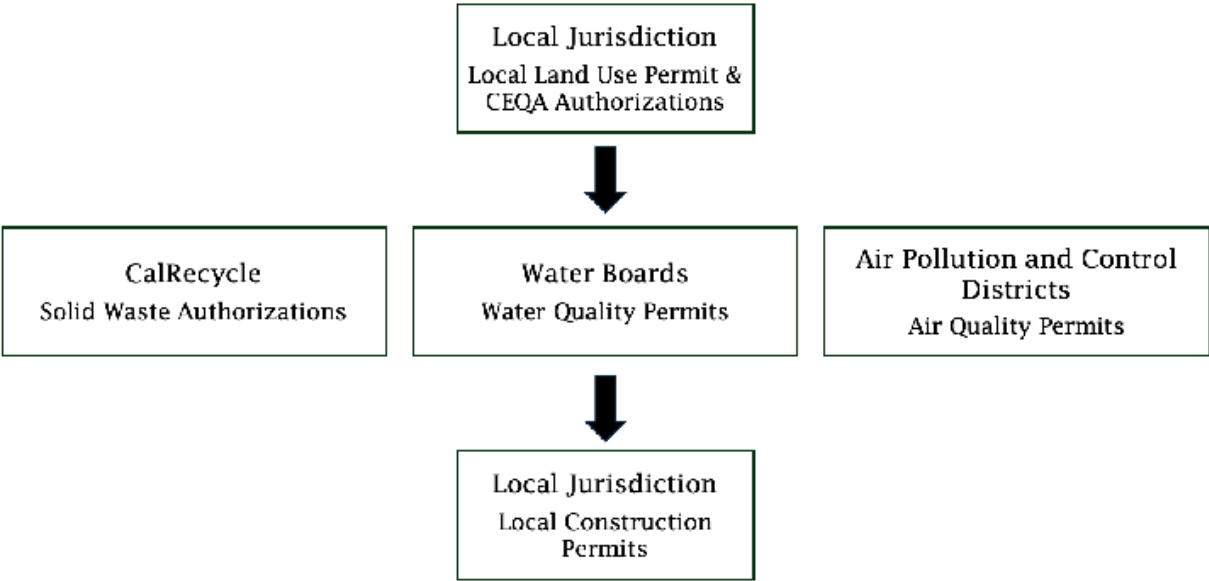 Local Jurisdiction
Local Land Use Permit &
CEQA Authorizations
CalRecycle
Solid Waste Authorizations
Water Boards
Water Quality Permits
Air Pollution and Control
Districts
Air Quality Permits
Local Jurisdiction
Local Construction
Permits